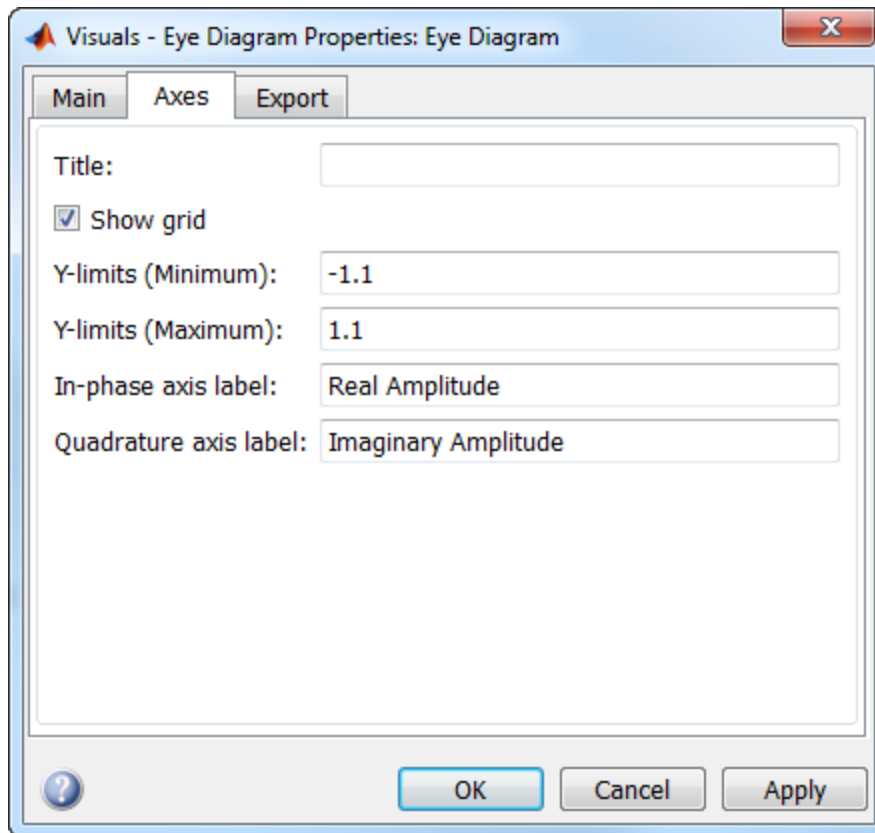 Visuals - Eye Diagram Properties: Eye Diagram
Main Axes Export
Title:
Show grid
Y-limits (Minimum): -1.1
Y-limits (Maximum): 1.1
In-phase axis label: Real Amplitude
Quadrature axis label: Imaginary Amplitude
? OK Cancel Apply